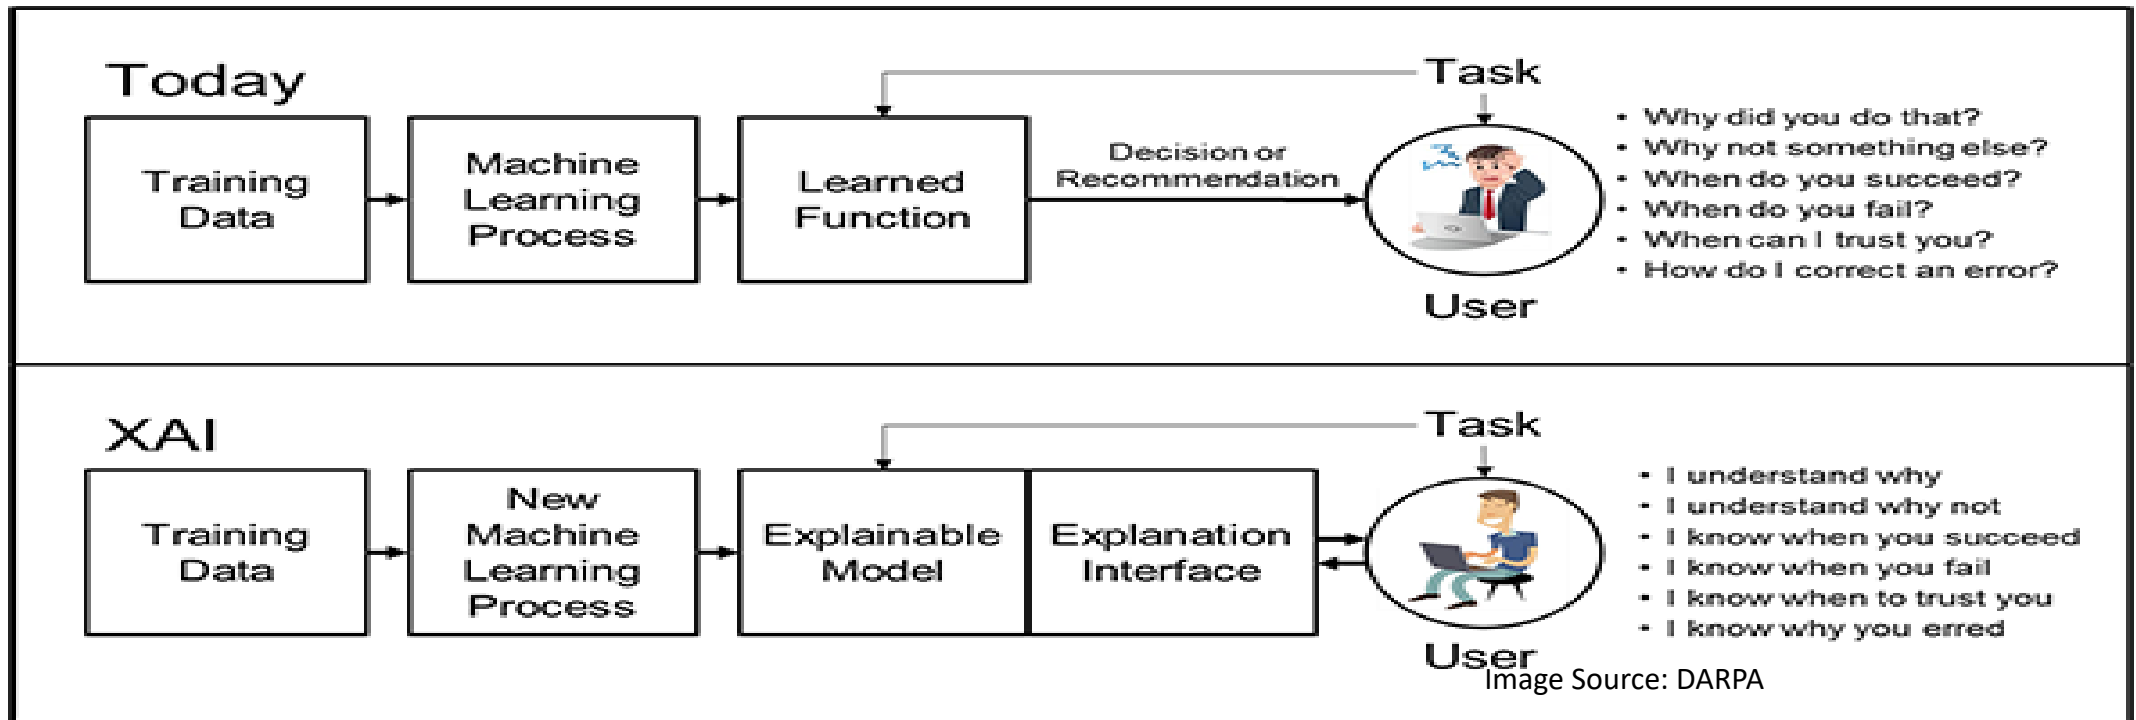 Today
Task
Training
Data
Machine
Learning
Process
Learned
Function
Decision or
Recommendation
User
• Why did you do that?
• Why not something else?
• When do you succeed?
• When do you fail?
• When can I trust you?
• How do I correct an error?
XAI
Task
Training
Data
New
Machine
Learning
Process
Explainable
Model
Explanation
Interface
User
• I understand why
• I understand why not
• I know when you succeed
• I know when you fail
• I know when to trust you
• I know why you erred
Image Source: DARPA